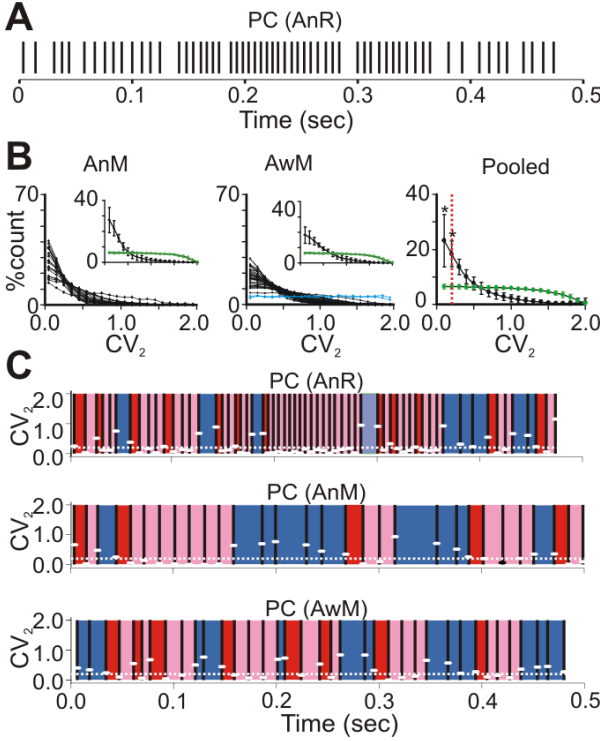 A
PC (AnR)
0 0.1 0.2 0.3 0.4 0.5
Time (sec)
B
AnM AwM Pooled
%count
70 40 0 0
0.0 1.0 2.0
CV2
70 40 0 0
0.0 1.0 2.0
CV2
40 20 0
0.0 1.0 2.0
CV2
* *
C
PC (AnR)
CV2
2.0
1.0
0.0
PC (AnM)
CV2
2.0
1.0
0.0
PC (AwM)
CV2
2.0
1.0
0.0
0.0 0.1 0.2 0.3 0.4 0.5
Time (sec)